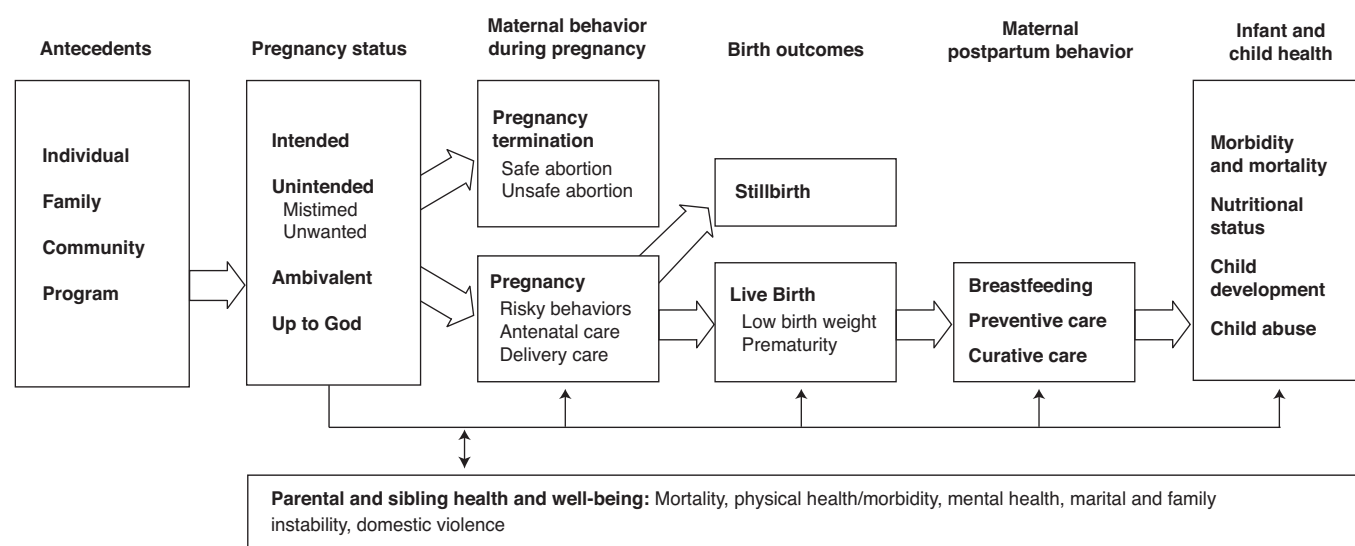 Antecedents
Pregnancy status
Maternal behavior
during pregnancy
Birth outcomes
Maternal
postpartum behavior
Infant and
child health
Individual
Family
Community
Program
Intended
Unintended
Mistimed
Unwanted
Ambivalent
Up to God
Pregnancy
termination
Safe abortion
Unsafe abortion
Pregnancy
Risky behaviors
Antenatal care
Delivery care
Stillbirth
Live Birth
Low birth weight
Prematurity
Breastfeeding
Preventive care
Curative care
Morbidity
and mortality
Nutritional
status
Child
development
Child abuse
Parental and sibling health and well-being: Mortality, physical health/morbidity, mental health, marital and family
instability, domestic violence